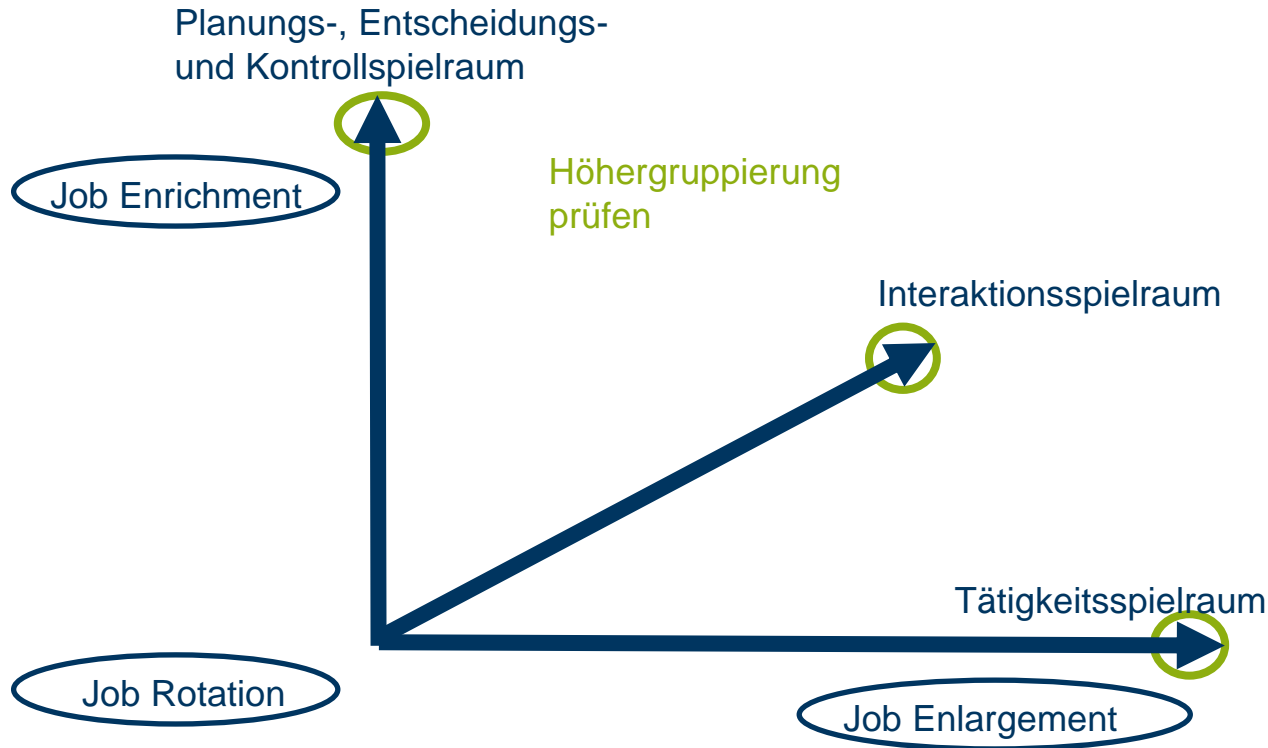 Planungs-, Entscheidungs-
und Kontrollspielraum
Job Enrichment
Höhergruppierung
prüfen
Interaktionsspielraum
Tätigkeitsspielraum
Job Rotation
Job Enlargement